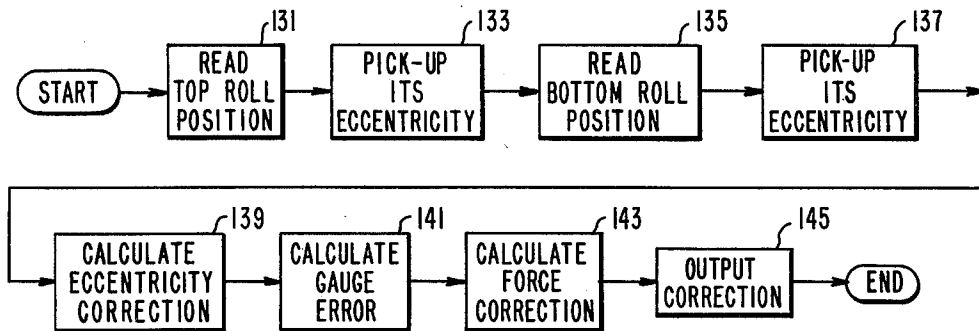 131
133
135
137
START
READ
TOP ROLL
POSITION
PICK-UP
ITS
ECCENTRICITY
READ
BOTTOM ROLL
POSITION
PICK-UP
ITS
ECCENTRICITY
139
141
143
145
CALCULATE
ECCENTRICITY
CORRECTION
CALCULATE
GAUGE
ERROR
CALCULATE
FORCE
CORRECTION
OUTPUT
CORRECTION
END